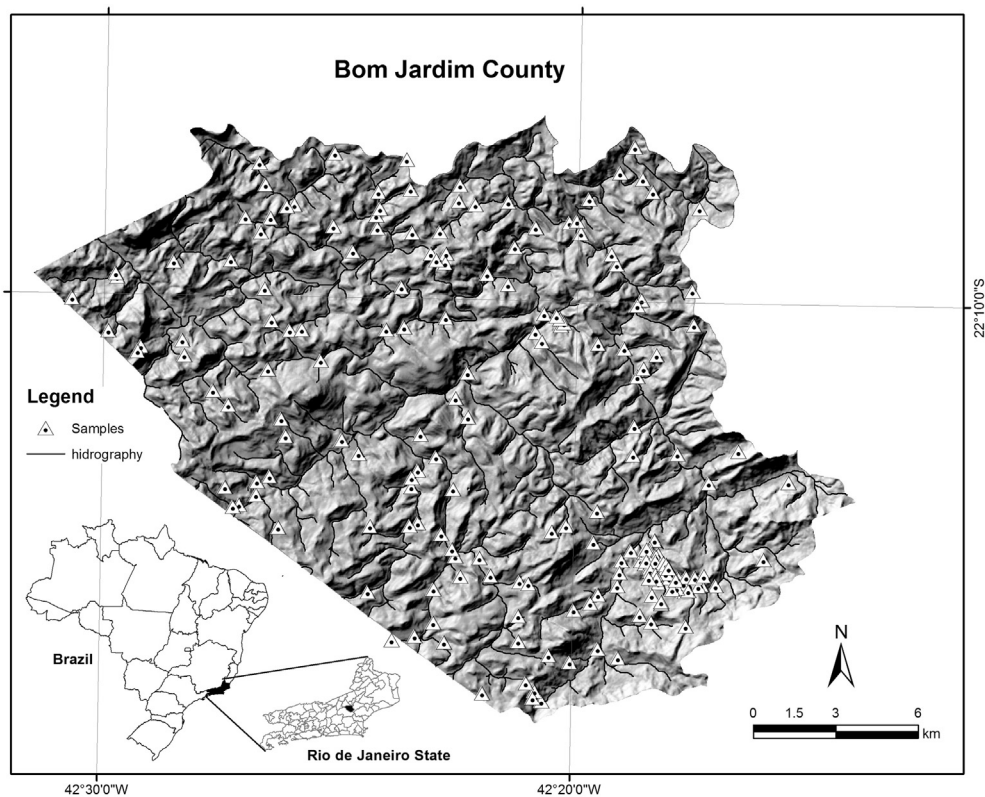 Bom Jardim County
22°10'0"S
Legend
Samples
hidrography
Brazil
Rio de Janeiro State
N
0 1.5 3 6
km
42°30'0"W 42°20'0"W